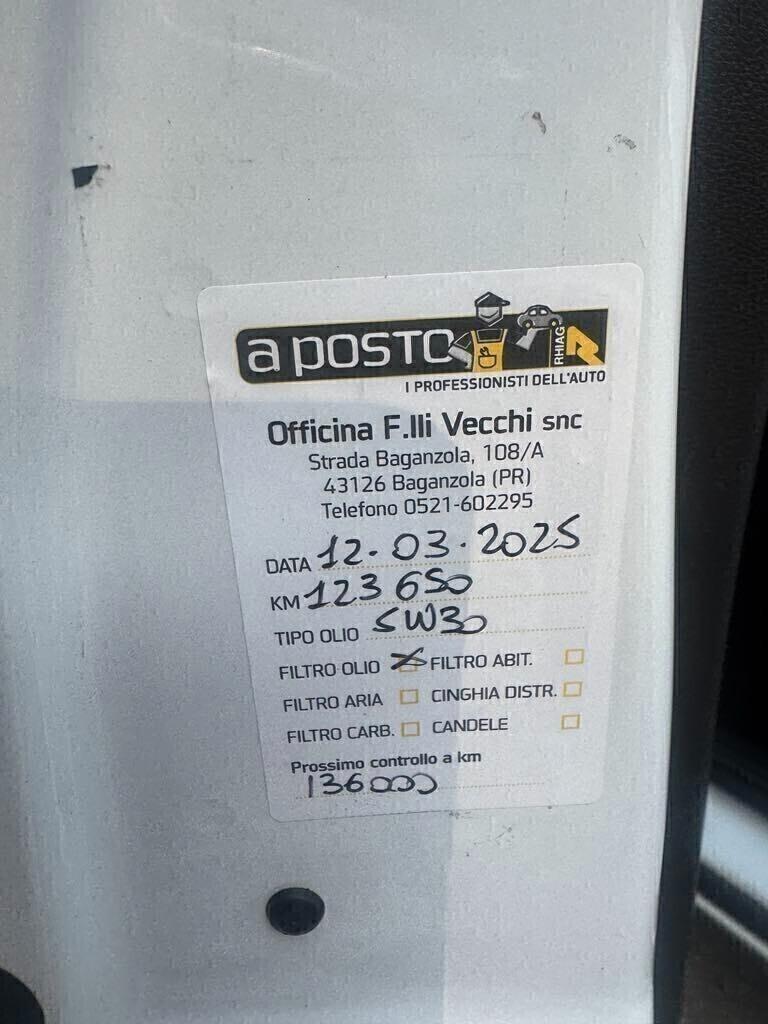 a posto
RHIAG
I PROFESSIONISTI DELL'AUTO
Officina F.lli Vecchi snc
Strada Baganzola, 108/A
43126 Baganzola (PR)
Telefono 0521-602295
DATA 12.03.2025
KM 123650
TIPO OLIO 5W30
FILTRO OLIO X FILTRO ABIT.
FILTRO ARIA CINGHIA DISTR.
FILTRO CARB. CANDELE
Prossimo controllo a km
136000